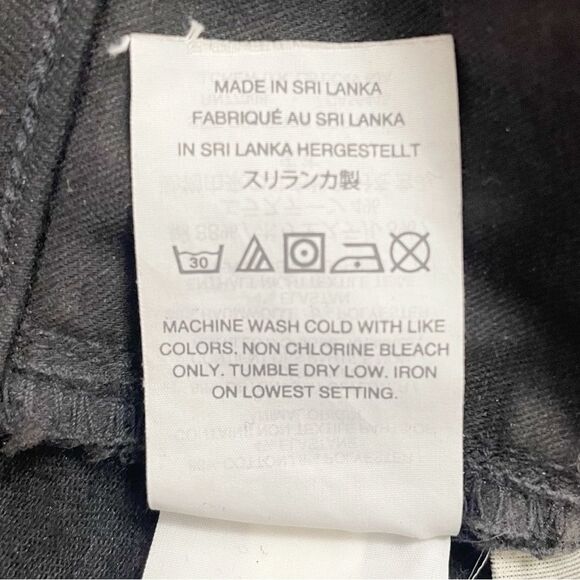 MADE IN SRI LANKA
FABRIQUÉ AU SRI LANKA
IN SRI LANKA HERGESTELLT
スリランカ製
30
MACHINE WASH COLD WITH LIKE
COLORS. NON CHLORINE BLEACH
ONLY. TUMBLE DRY LOW. IRON
ON LOWEST SETTING.